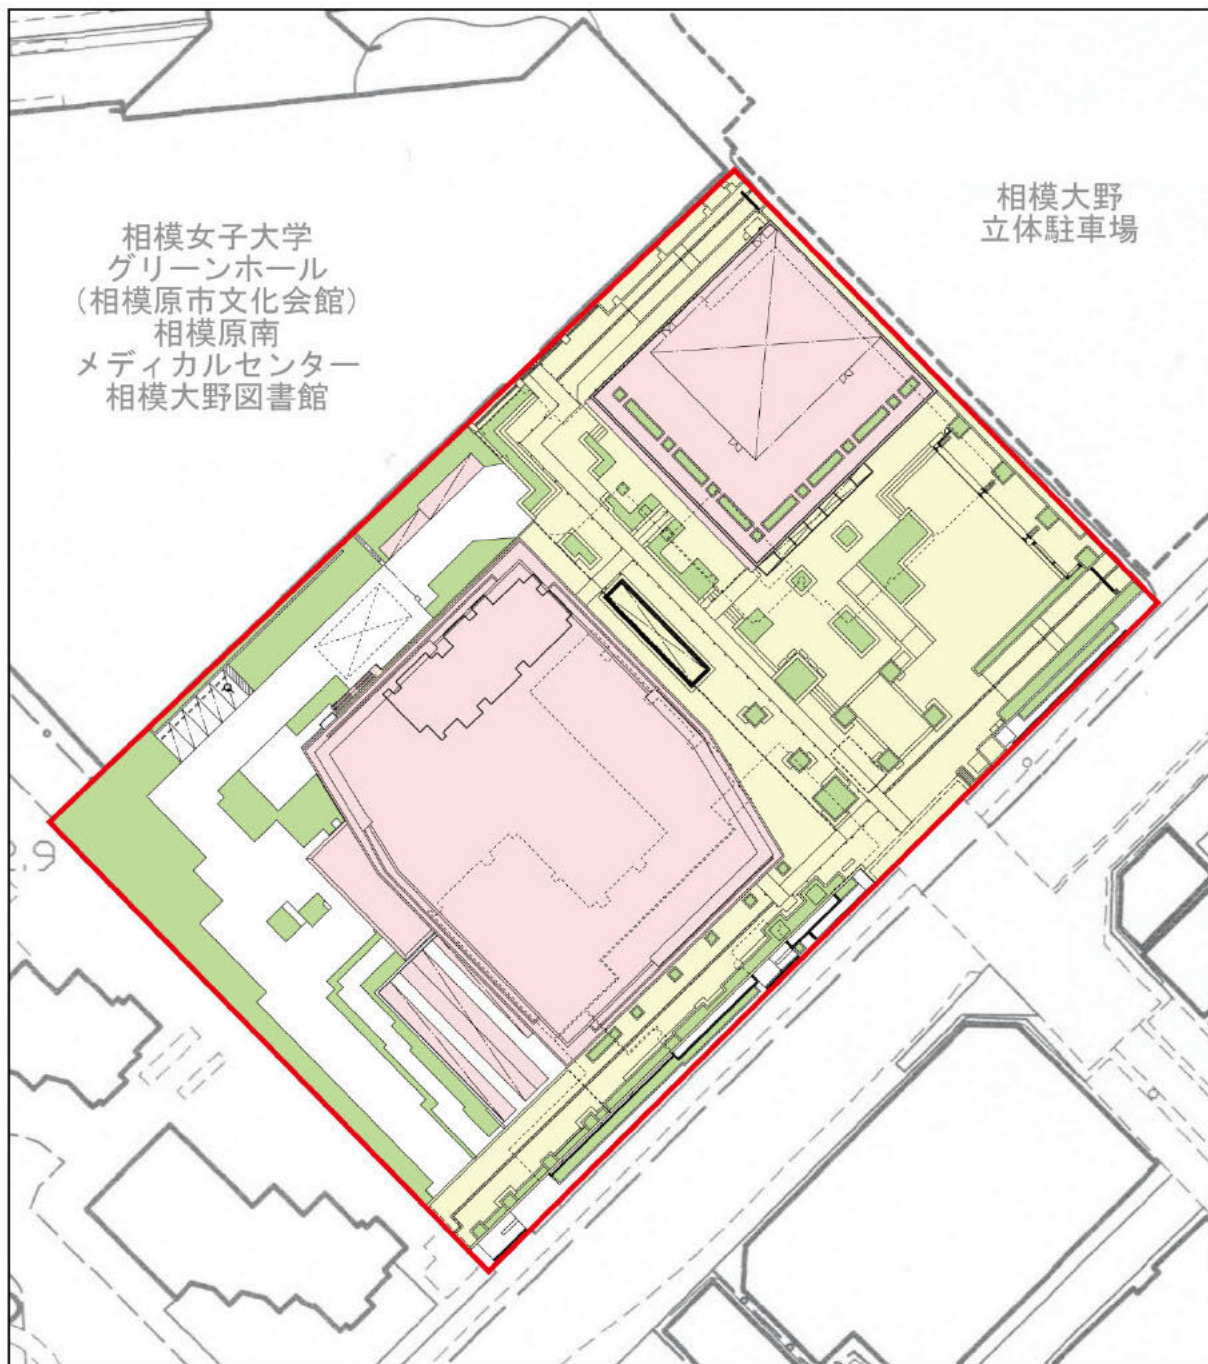 相模女子大学
グリーンホール
（相模原市文化会館）
相模原南
メディカルセンター
相模大野図書館
相模大野
立体駐車場
.9